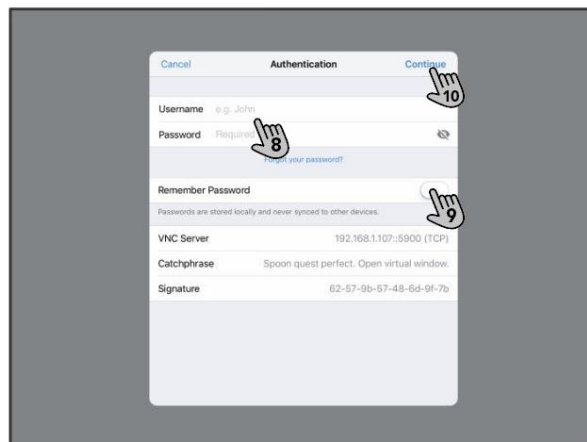 Cancel Authentication Continue
10
Username e.g. John
8
Password Required
Forgot your password?
Remember Password
9
Passwords are stored locally and never synced to other devices.
VNC Server 192.168.1.107::5900 (TCP)
Catchphrase Spoon quest perfect. Open virtual window.
Signature 62-57-9b-57-48-6d-9f-7b